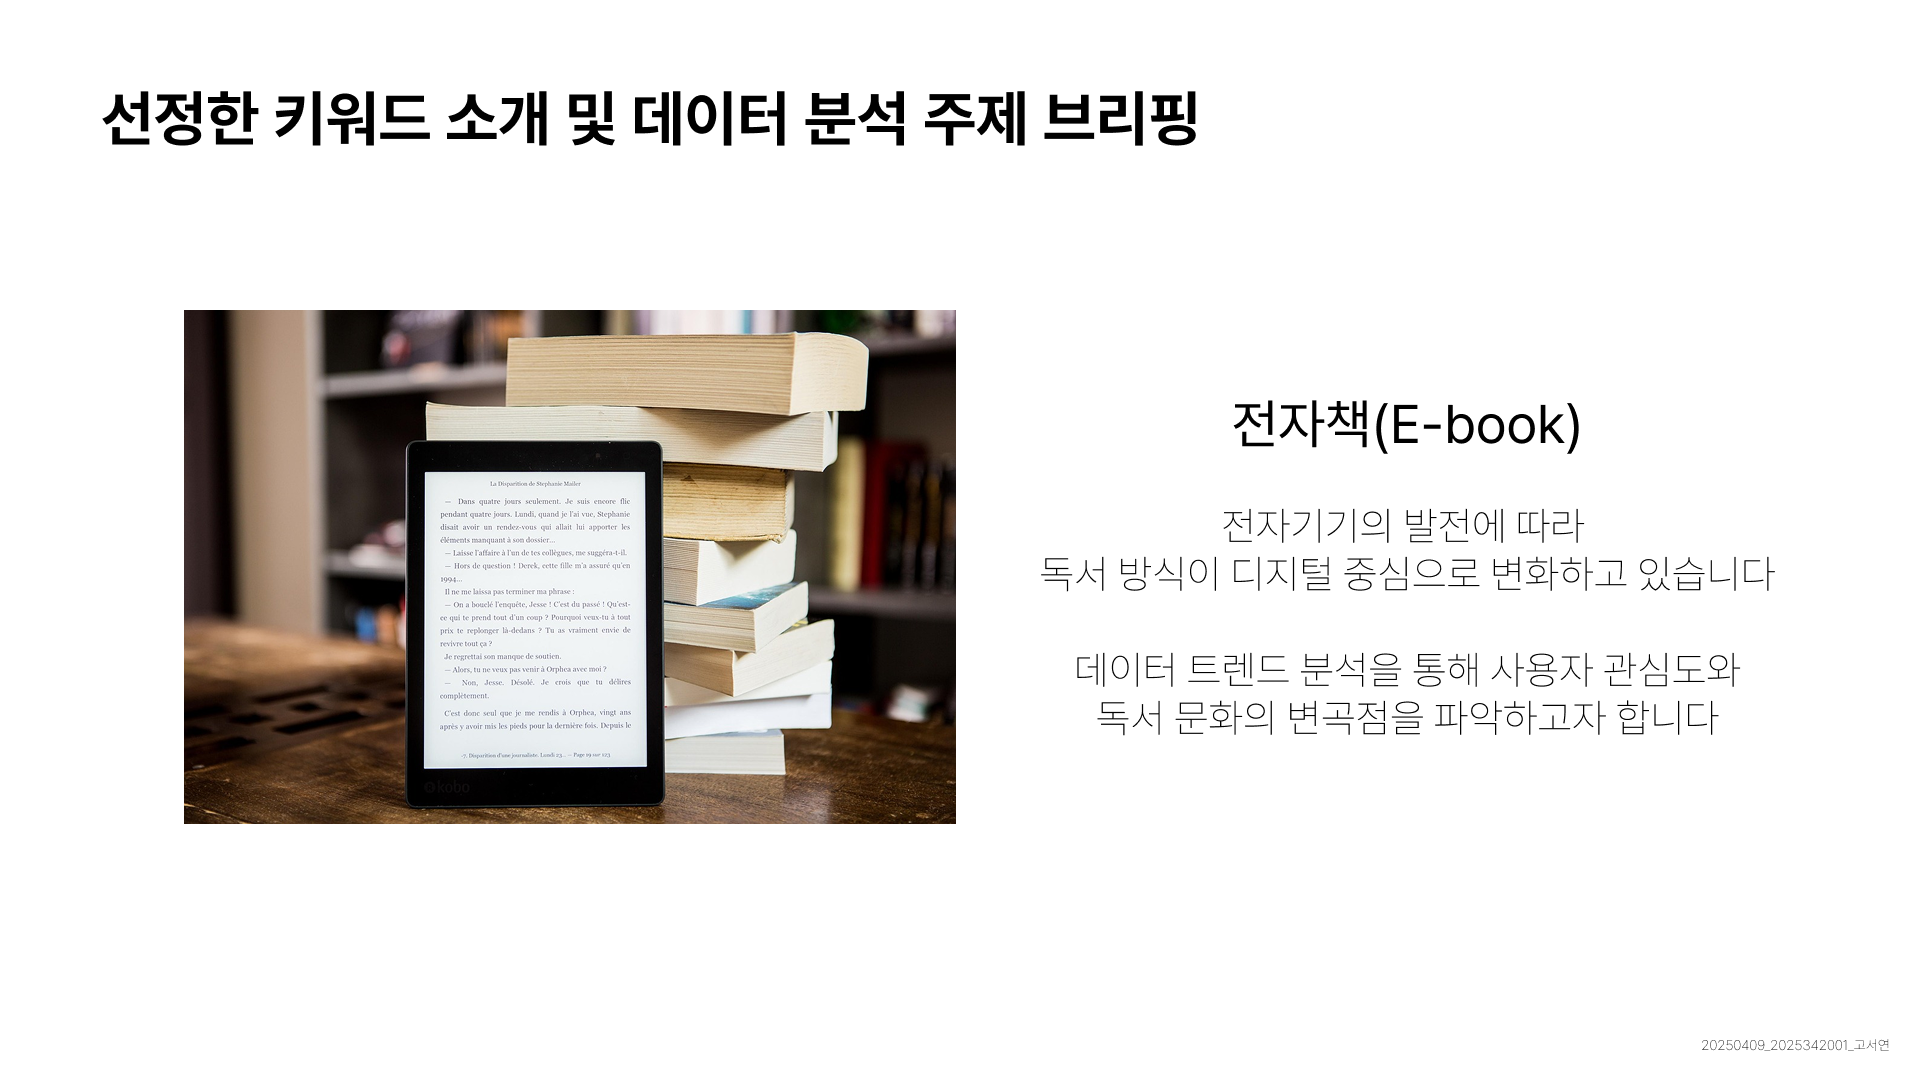 선정한 키워드 소개 및 데이터 분석 주제 브리핑
La Disparition de Stephanie Mailer
— Dans quatre jours seulement. Je suis encore flic
pendant quatre jours. Lundi, quand je l'ai vue, Stephanie
disait avoir un rendez-vous qui allait lui apporter les
éléments manquant à son dossier...
— Laisse l'affaire à l'un de tes collègues, me suggéra-t-il.
— Hors de question ! Derek, cette fille m'a assuré qu'en
1994...
Il ne me laissa pas terminer ma phrase :
— On a bouclé l'enquête, Jesse ! C'est du passé ! Qu'est-
ce qui te prend tout d'un coup ? Pourquoi veux-tu à tout
prix te replonger là-dedans ? Tu as vraiment envie de
revivre tout ça ?
Je regrettai son manque de soutien.
— Alors, tu ne veux pas venir à Orphea avec moi ?
— Non, Jesse. Désolé. Je crois que tu délires
complètement.
C'est donc seul que je me rendis à Orphea, vingt ans
après y avoir mis les pieds pour la dernière fois. Depuis le
-7. Disparition d'une journaliste. Lundi 23... — Page 19 sur 123
kobo
전자책(E-book)
전자기기의 발전에 따라
독서 방식이 디지털 중심으로 변화하고 있습니다
데이터 트렌드 분석을 통해 사용자 관심도와
독서 문화의 변곡점을 파악하고자 합니다
20250409_2025342001_고서연